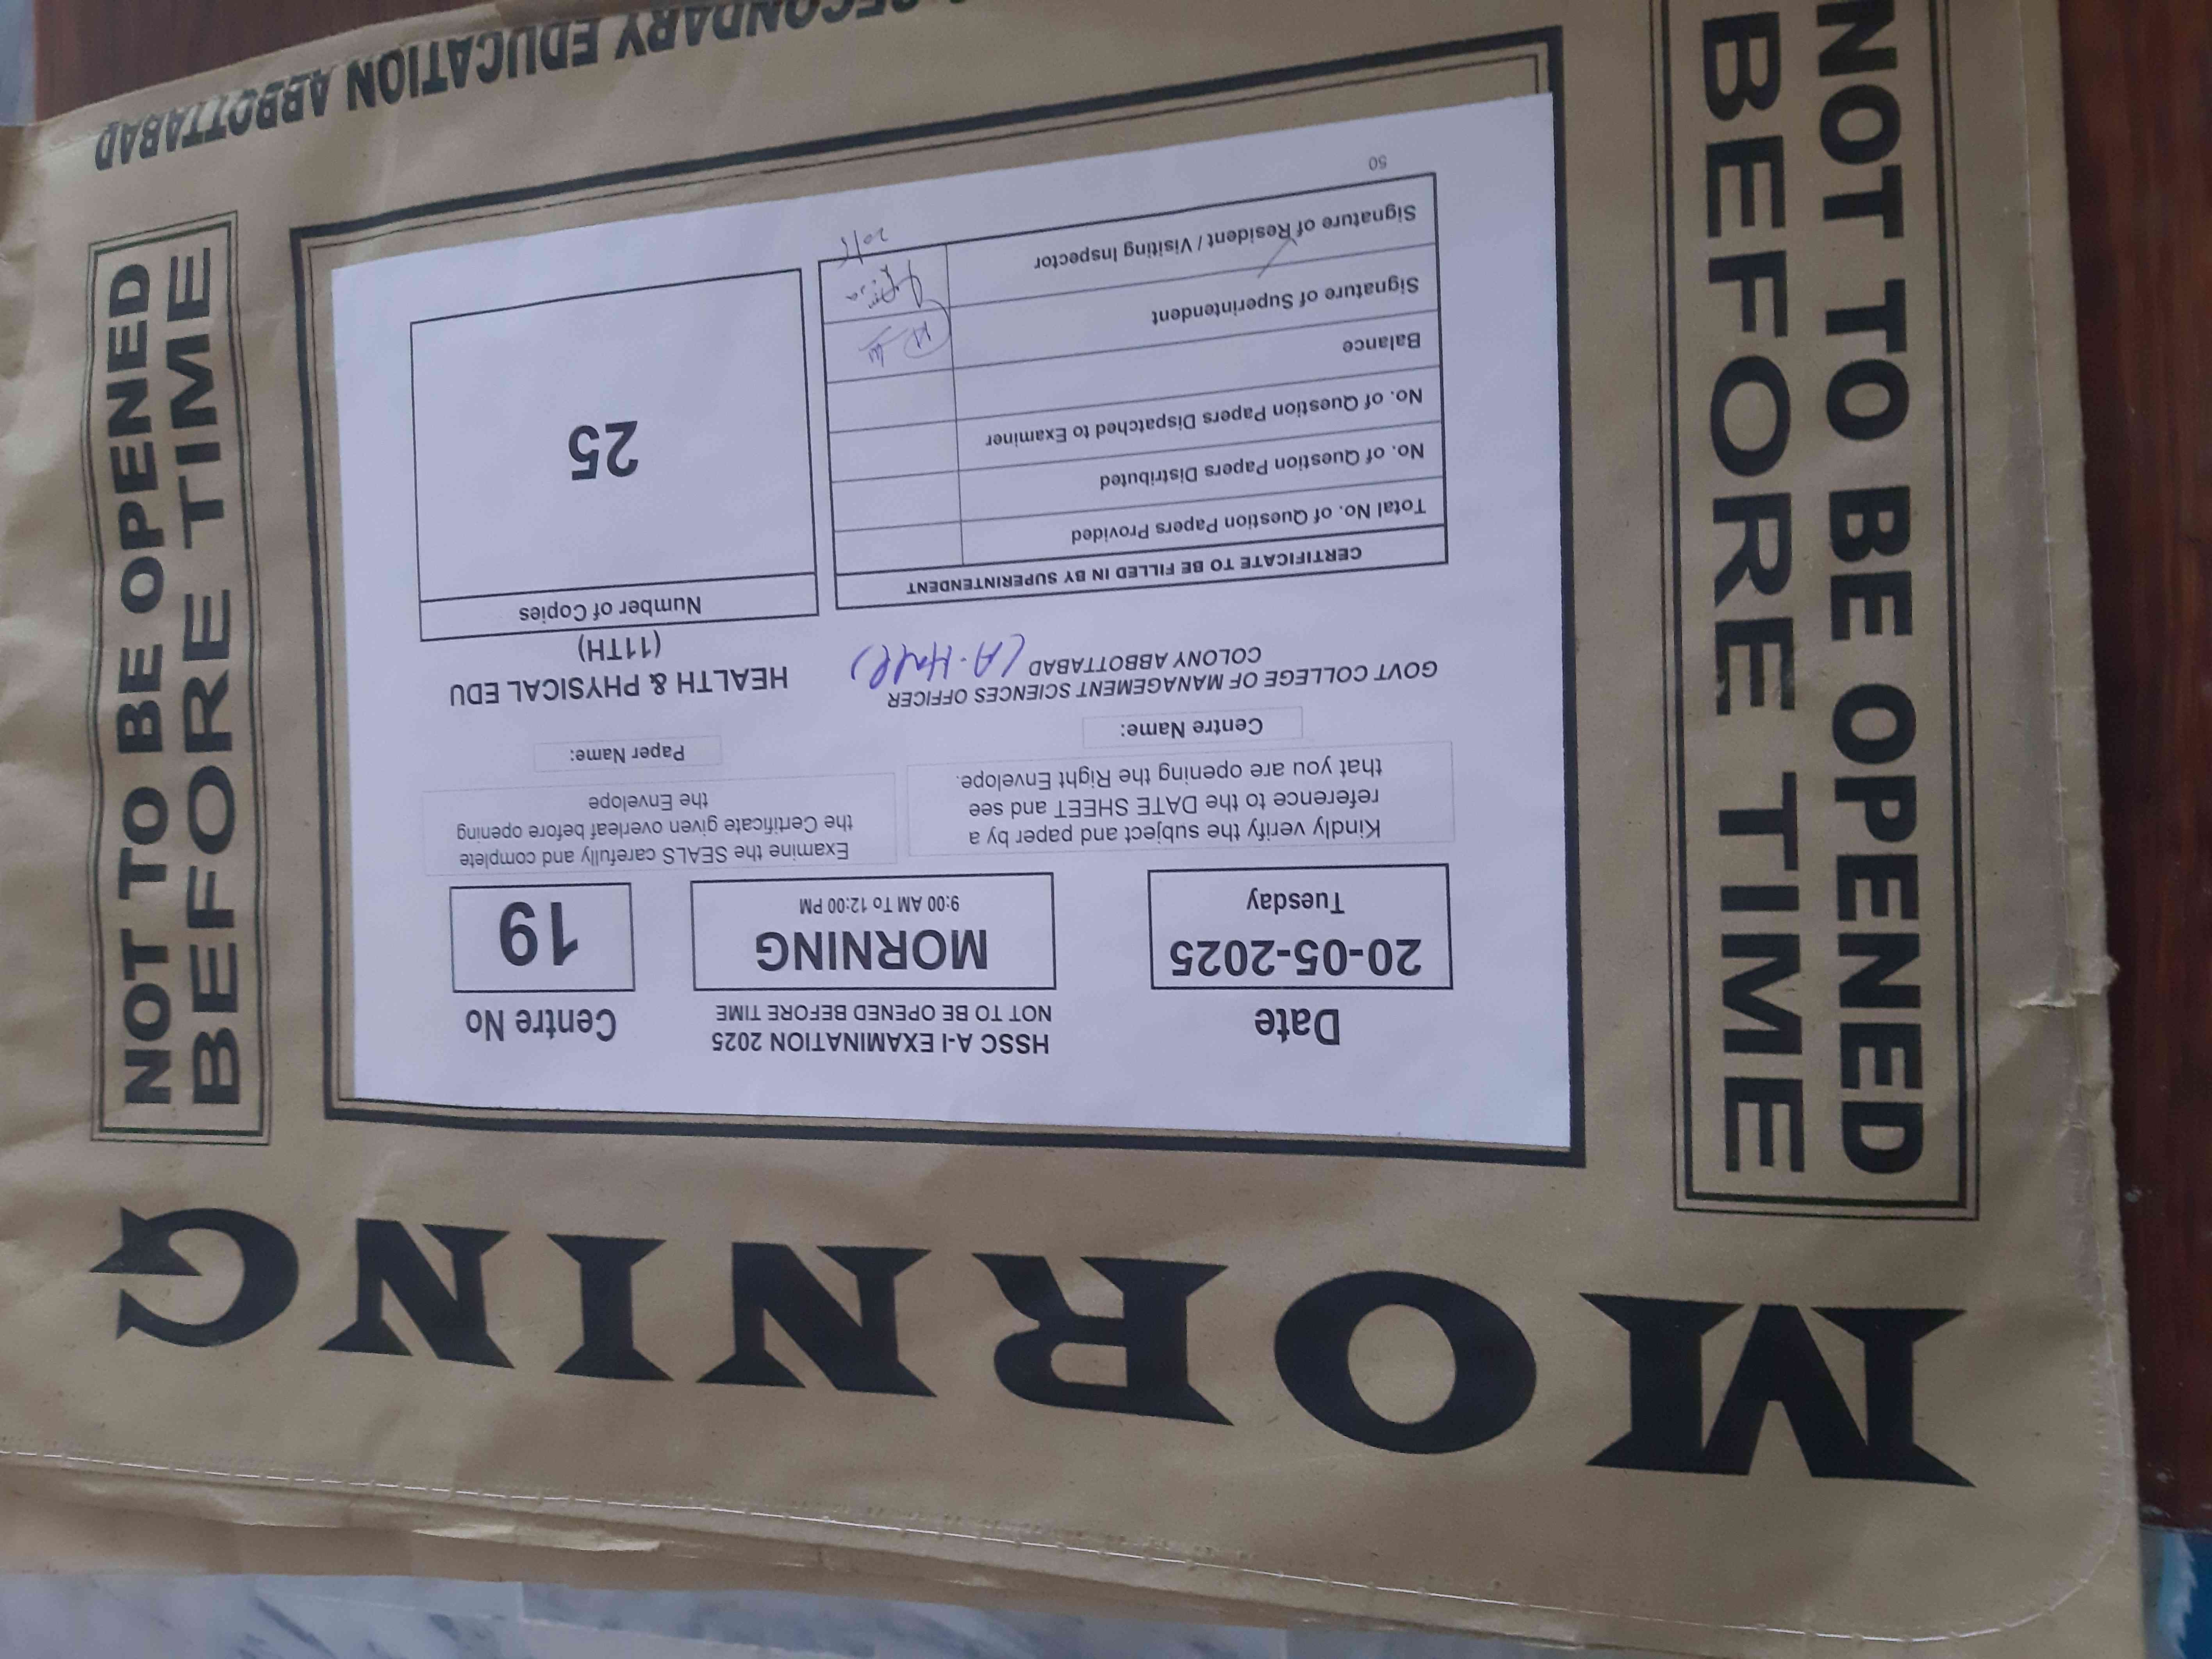 MORNING
NOT TO BE OPENED
BEFORE TIME
HSSC A-I EXAMINATION 2025
NOT TO BE OPENED BEFORE TIME
Date
20-05-2025
Tuesday
MORNING
9:00 AM To 12:00 PM
Centre No
19
Kindly verify the subject and paper by a
reference to the DATE SHEET and see
that you are opening the Right Envelope.
Examine the SEALS carefully and complete
the Certificate given overleaf before opening
the Envelope
Centre Name:
GOVT COLLEGE OF MANAGEMENT SCIENCES OFFICER
COLONY ABBOTTABAD (A-Hall)
Paper Name:
HEALTH & PHYSICAL EDU
(11TH)
CERTIFICATE TO BE FILLED IN BY SUPERINTENDENT
Total No. of Question Papers Provided
No. of Question Papers Distributed
No. of Question Papers Dispatched to Examiner
Balance
Signature of Superintendent
Signature of Resident / Visiting Inspector
20/5
50
Number of Copies
25
NOT TO BE OPENED
BEFORE TIME
SECONDARY EDUCATION ABBOTTABAD